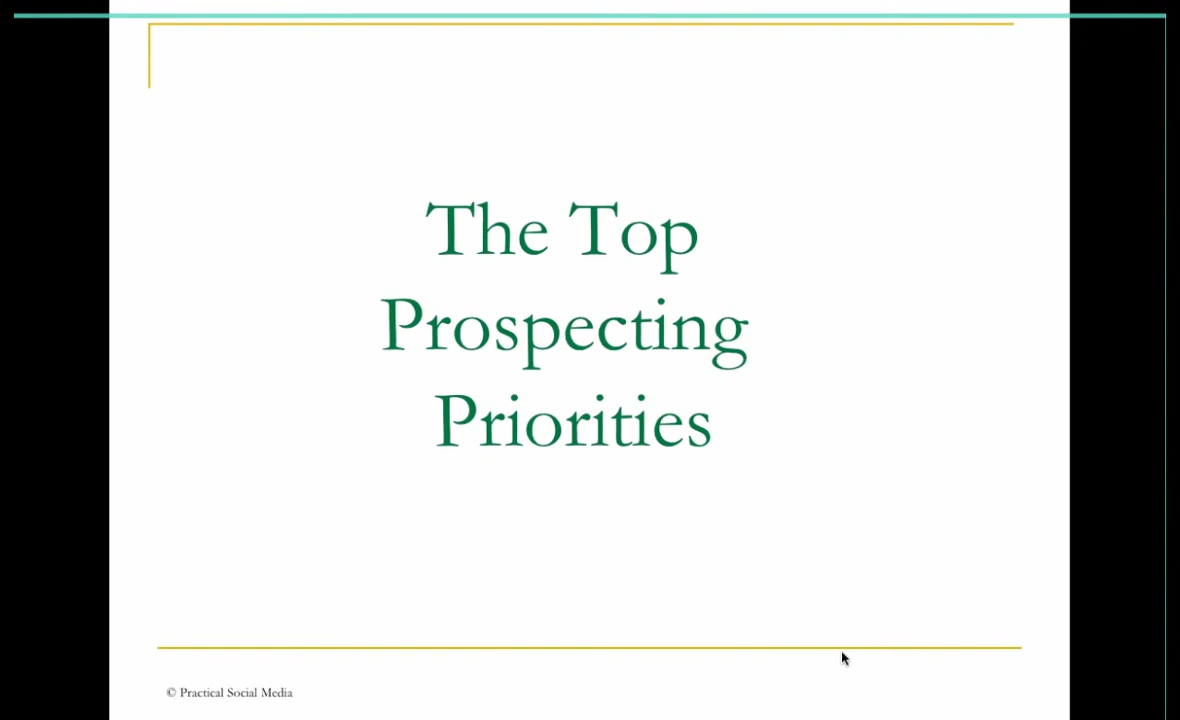 The Top
Prospecting
Priorities
© Practical Social Media